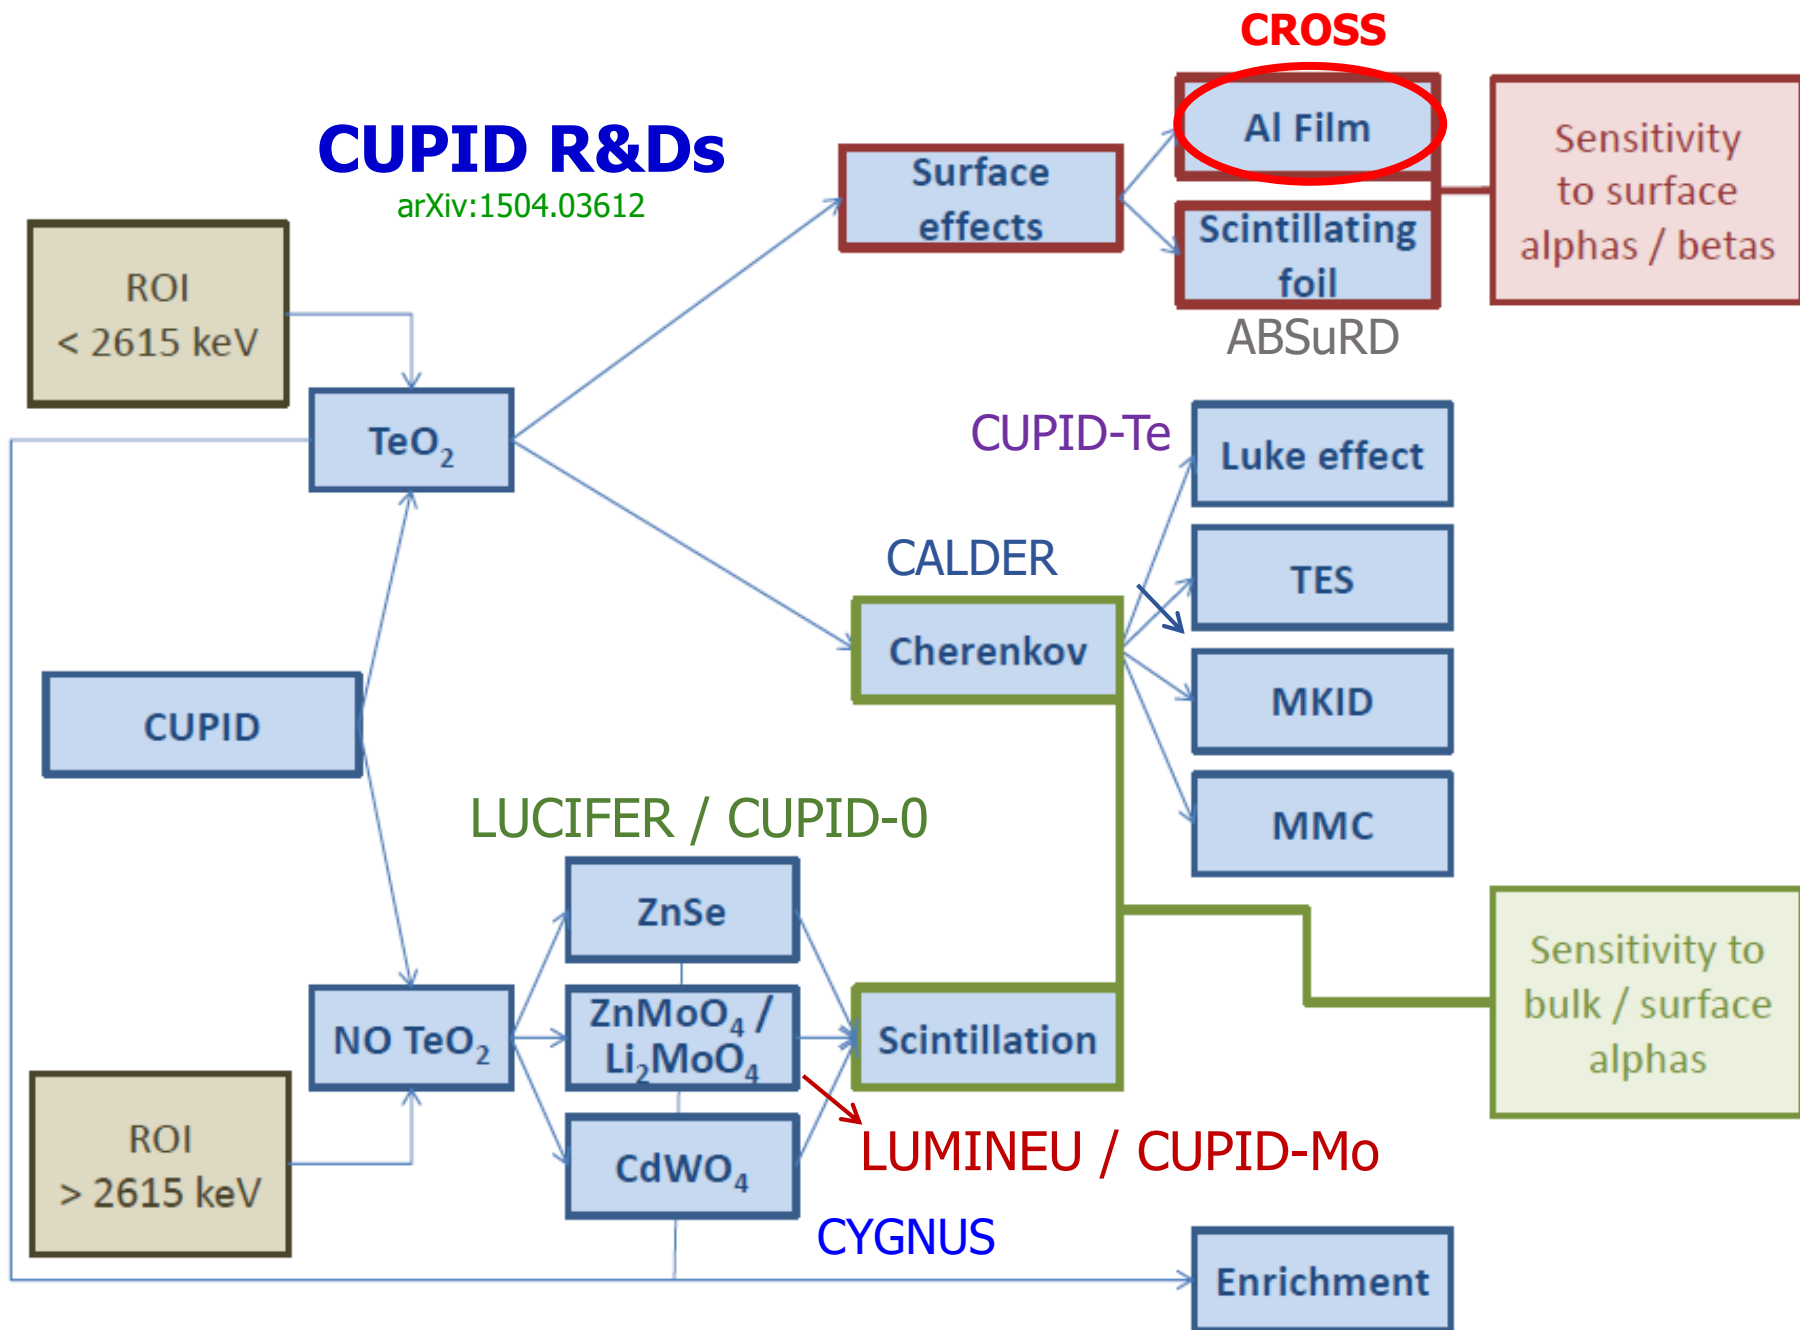 CROSS
CUPID R&Ds
arXiv:1504.03612
Al Film
Sensitivity
to surface
alphas / betas
Surface
effects
Scintillating
foil
ABSuRD
ROI
< 2615 keV
TeO₂
CUPID-Te
Luke effect
CALDER
TES
Cherenkov
MKID
CUPID
MMC
LUCIFER / CUPID-0
ZnSe
Sensitivity to
bulk / surface
alphas
NO TeO₂
ZnMoO₄ /
Li₂MoO₄
Scintillation
ROI
> 2615 keV
LUMINEU / CUPID-Mo
CdWO₄
CYGNUS
Enrichment